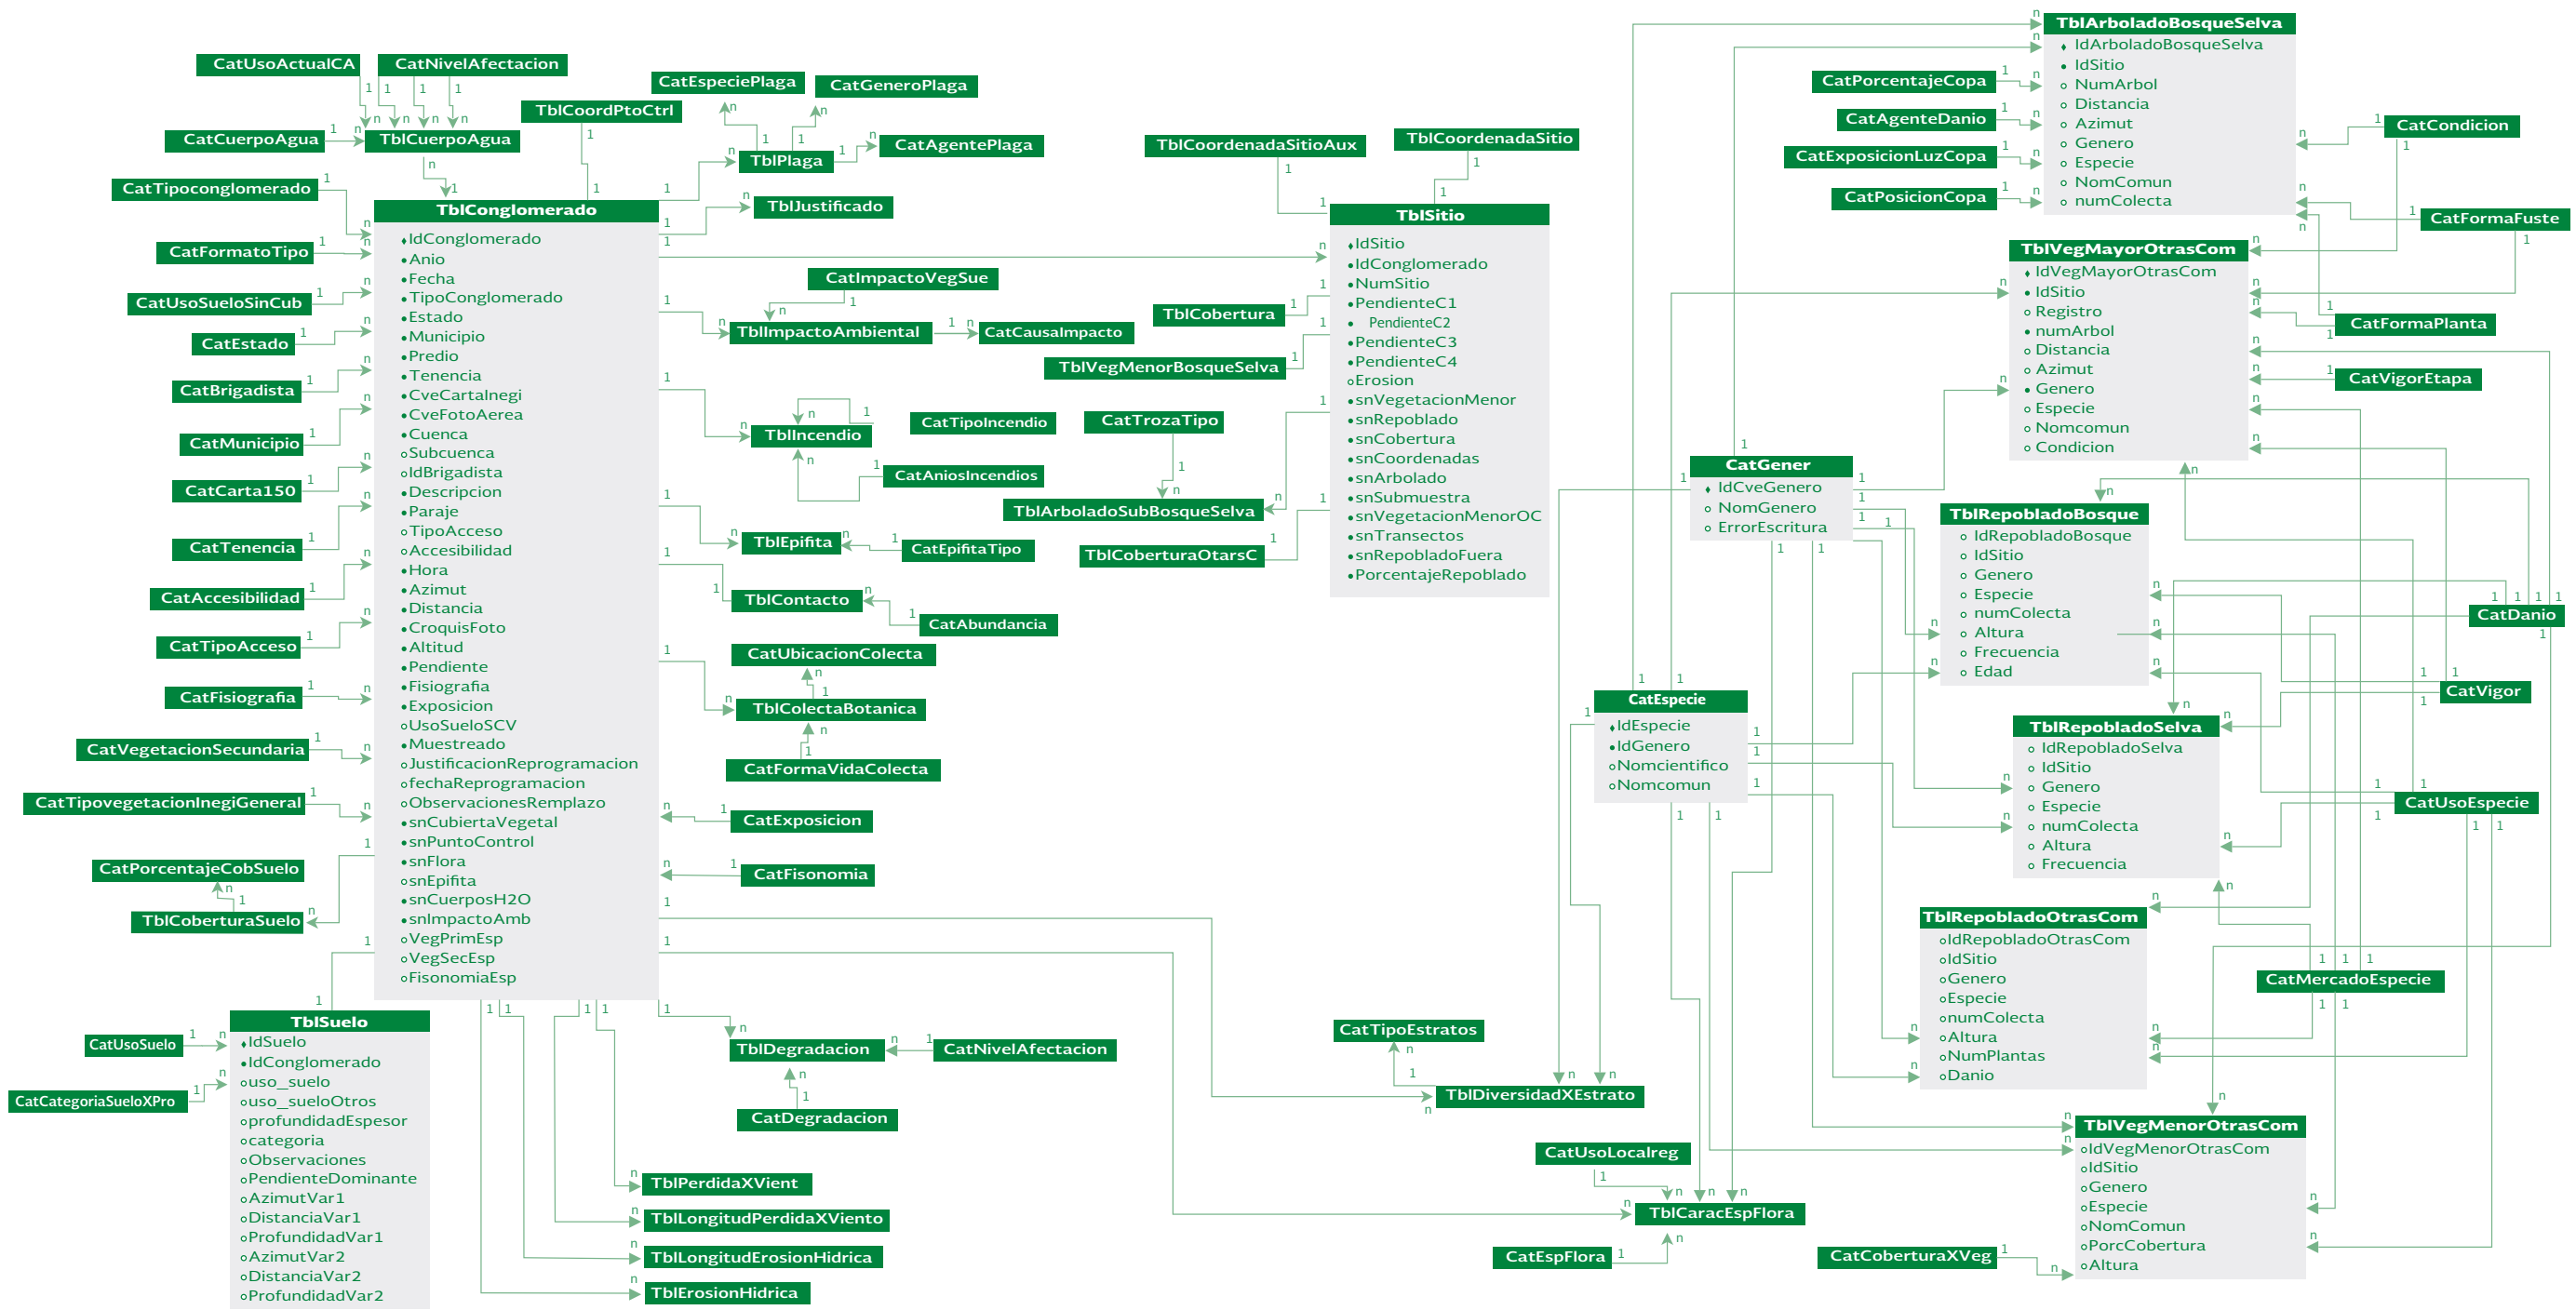 CatUsoActualCA
CatNivelAfectacion
CatCuerpoAgua
TblCuerpoAgua
TblCoordPtoCtrl
CatEspeciePlaga
CatGeneroPlaga
TblPlaga
CatAgentePlaga
TblJustificado
CatTipoconglomerado
CatFormatoTipo
CatUsoSueloSinCub
CatEstado
CatBrigadista
CatMunicipio
CatCarta150
CatTenencia
CatAccesibilidad
CatTipoAcceso
CatFisiografia
CatVegetacionSecundaria
CatTipovegetacionInegiGeneral
CatPorcentajeCobSuelo
TblCoberturaSuelo
TblConglomerado
IdConglomerado
Anio
Fecha
TipoConglomerado
Estado
Municipio
Predio
Tenencia
CveCartaInegi
CveFotoAerea
Cuenca
Subcuenca
IdBrigadista
Descripcion
Paraje
TipoAcceso
Accesibilidad
Hora
Azimut
Distancia
CroquisFoto
Altitud
Pendiente
Fisiografia
Exposicion
UsoSueloSCV
Muestreado
JustificacionReprogramacion
fechaReprogramacion
ObservacionesRemplazo
snCubiertaVegetal
snPuntoControl
snFlora
snEpifita
snCuerposH2O
snImpactoAmb
VegPrimEsp
VegSecEsp
FisonomiaEsp
CatUsoSuelo
CatCategoriaSueloXPro
TblSuelo
IdSuelo
IdConglomerado
uso_suelo
uso_sueloOtros
profundidadEspesor
categoria
Observaciones
PendienteDominante
AzimutVar1
DistanciaVar1
ProfundidadVar1
AzimutVar2
DistanciaVar2
ProfundidadVar2
CatImpactoVegSue
TblImpactoAmbiental
CatCausaImpacto
TblIncendio
CatTipoIncendio
CatAniosIncendios
TblEpifita
CatEpifitaTipo
TblContacto
CatAbundancia
CatUbicacionColecta
TblColectaBotanica
CatFormaVidaColecta
CatExposicion
CatFisonomia
TblDegradacion
CatNivelAfectacion
CatDegradacion
TblPerdidaXVient
TblLongitudPerdidaXViento
TblLongitudErosionHidrica
TblErosionHidrica
TblCoordenadaSitioAux
TblCoordenadaSitio
TblCobertura
TblVegMenorBosqueSelva
CatTrozaTipo
TblArboladoSubBosqueSelva
TblCoberturaOtarsC
TblSitio
IdSitio
IdConglomerado
NumSitio
PendienteC1
PendienteC2
PendienteC3
PendienteC4
Erosion
snVegetacionMenor
snRepoblado
snCobertura
snCoordenadas
snArbolado
snSubmuestra
snVegetacionMenorOC
snTransectos
snRepobladoFuera
PorcentajeRepoblado
CatTipoEstratos
TblDiversidadXEstrato
CatUsoLocalreg
TblCaracEspFlora
CatEspFlora
CatGener
IdCveGenero
NomGenero
ErrorEscritura
CatEspecie
IdEspecie
IdGenero
Nomcientifico
Nomcomun
CatPorcentajeCopa
CatAgenteDanio
CatExposicionLuzCopa
CatPosicionCopa
TblArboladoBosqueSelva
IdArboladoBosqueSelva
IdSitio
NumArbol
Distancia
Azimut
Genero
Especie
NomComun
numColecta
CatCondicion
CatFormaFuste
CatFormaPlanta
CatVigorEtapa
TblVegMayorOtrasCom
IdVegMayorOtrasCom
IdSitio
Registro
numArbol
Distancia
Azimut
Genero
Especie
Nomcomun
Condicion
TblRepobladoBosque
IdRepobladoBosque
IdSitio
Genero
Especie
numColecta
Altura
Frecuencia
Edad
CatDanio
CatVigor
CatUsoEspecie
TblRepobladoSelva
IdRepobladoSelva
IdSitio
Genero
Especie
numColecta
Altura
Frecuencia
TblRepobladoOtrasCom
IdRepobladoOtrasCom
IdSitio
Genero
Especie
numColecta
Altura
NumPlantas
Danio
CatMercadoEspecie
TblVegMenorOtrasCom
IdVegMenorOtrasCom
IdSitio
Genero
Especie
NomComun
PorcCobertura
Altura
CatCoberturaXVeg